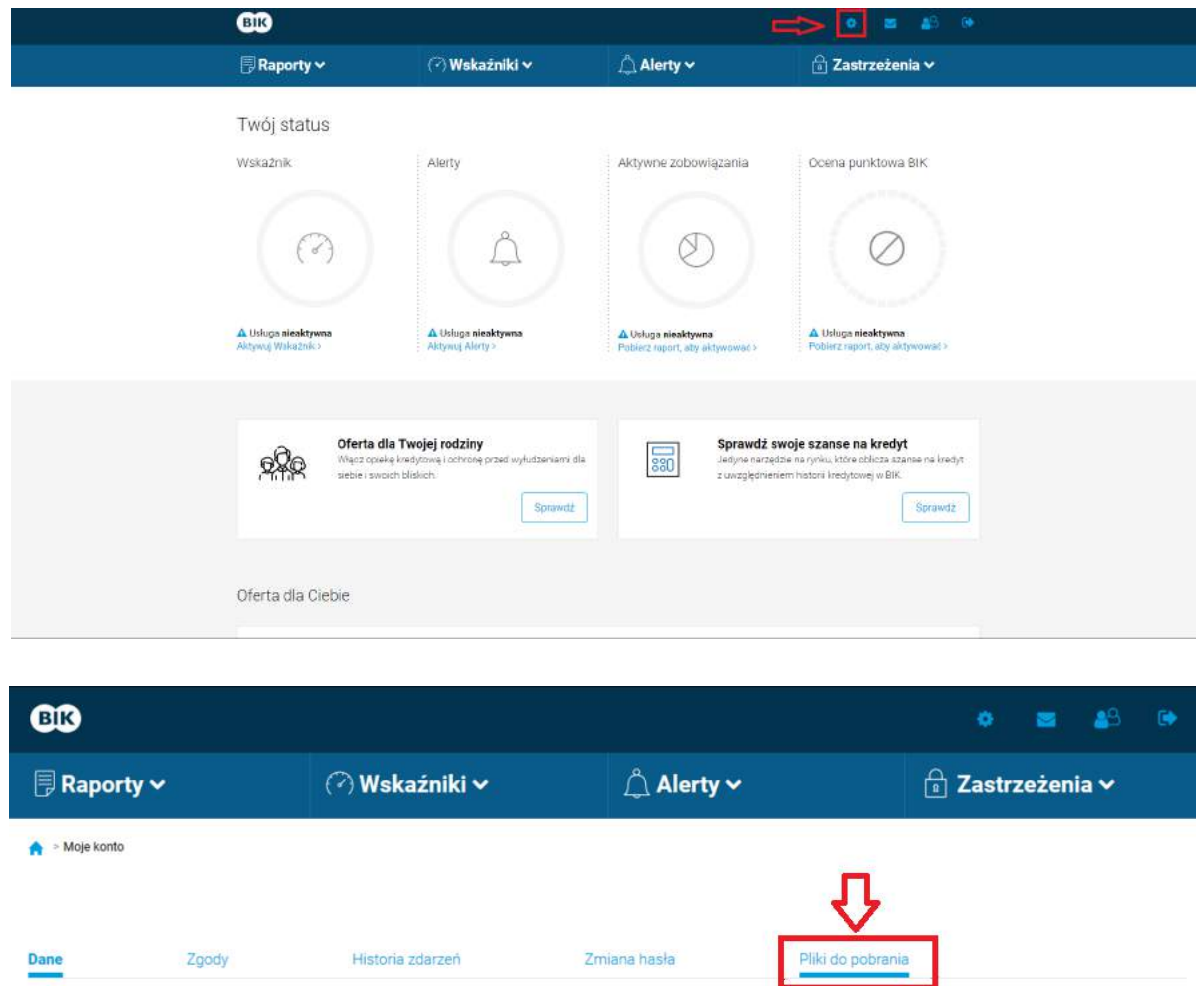 BIK
Raporty
Wskaźniki
Alerty
Zastrzeżenia
Twój status
Wskaźnik
Alerty
Aktywne zobowiązania
Ocena punktowa BIK
Usługa nieaktywna
Aktywuj Wskaźnik >
Usługa nieaktywna
Aktywuj Alerty >
Usługa nieaktywna
Pobierz raport, aby aktywować >
Usługa nieaktywna
Pobierz raport, aby aktywować >
Oferta dla Twojej rodziny
Włącz opiekę kredytową i ochronę przed wyłudzeniami dla
siebie i swoich bliskich.
Sprawdź
Sprawdź swoje szanse na kredyt
Jedyne narzędzie na rynku, które oblicza szanse na kredyt
z uwzględnieniem historii kredytowej w BIK.
Sprawdź
Oferta dla Ciebie
BIK
Raporty
Wskaźniki
Alerty
Zastrzeżenia
> Moje konto
Dane
Zgody
Historia zdarzeń
Zmiana hasła
Pliki do pobrania